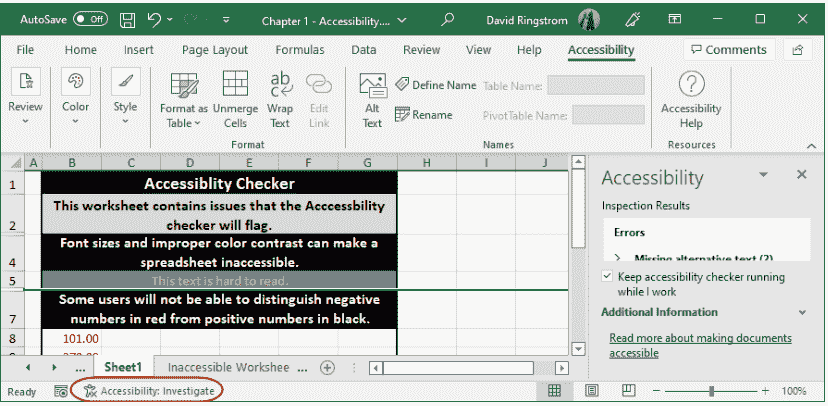 AutoSave Off Chapter 1 - Accessibility.... David Ringstrom
File Home Insert Page Layout Formulas Data Review View Help Accessibility Comments
Review Color Style Format as Table Unmerge Cells Wrap Text Edit Link Alt Text Define Name Rename Table Name: PivotTable Name: Accessibility Help
Format Names Resources
A B C D E F G H I J
1 Accessiblity Checker
2 This worksheet contains issues that the Acccessbility
checker will flag.
4 Font sizes and improper color contrast can make a
spreadsheet inaccessible.
5 This text is hard to read.
7 Some users will not be able to distinguish negative
numbers in red from positive numbers in black.
8 101.00
Accessibility
Inspection Results
Errors
Missing alternative text (2)
Keep accessibility checker running
while I work
Additional Information
Read more about making documents
accessible
... Sheet1 Inaccessible Workshee ...
Ready Accessibility: Investigate 100%